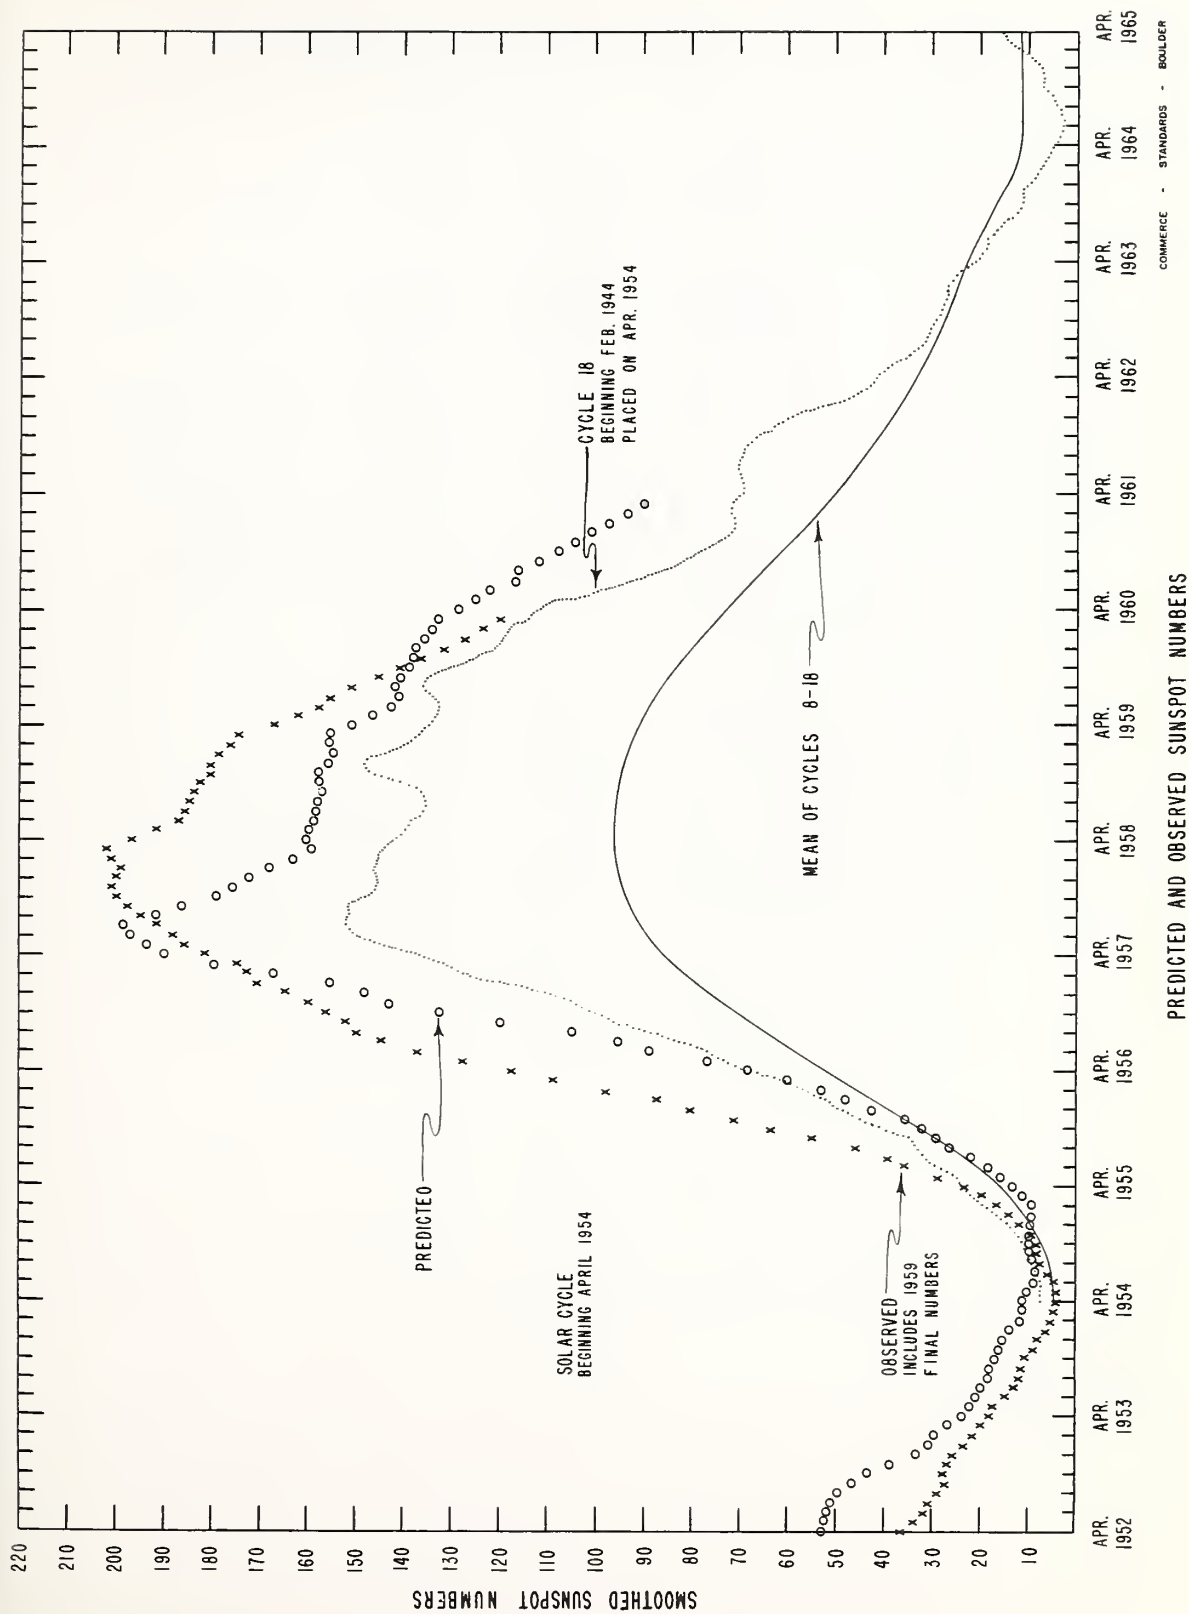 220
210
200
190
180
170
160
150
140
130
120
110
100
90
80
70
60
50
40
30
20
10
SMOOTHED SUNSPOT NUMBERS
PREDICTED
SOLAR CYCLE
BEGINNING APRIL 1954
OBSERVED
INCLUDES 1959
FINAL NUMBERS
CYCLE 18
BEGINNING FEB. 1944
PLACED ON APR. 1954
MEAN OF CYCLES 8-18
APR. 1952
APR. 1953
APR. 1954
APR. 1955
APR. 1956
APR. 1957
APR. 1958
APR. 1959
APR. 1960
APR. 1961
APR. 1962
APR. 1963
APR. 1964
APR. 1965
COMMERCE - STANDARDS - BOULDER
PREDICTED AND OBSERVED SUNSPOT NUMBERS